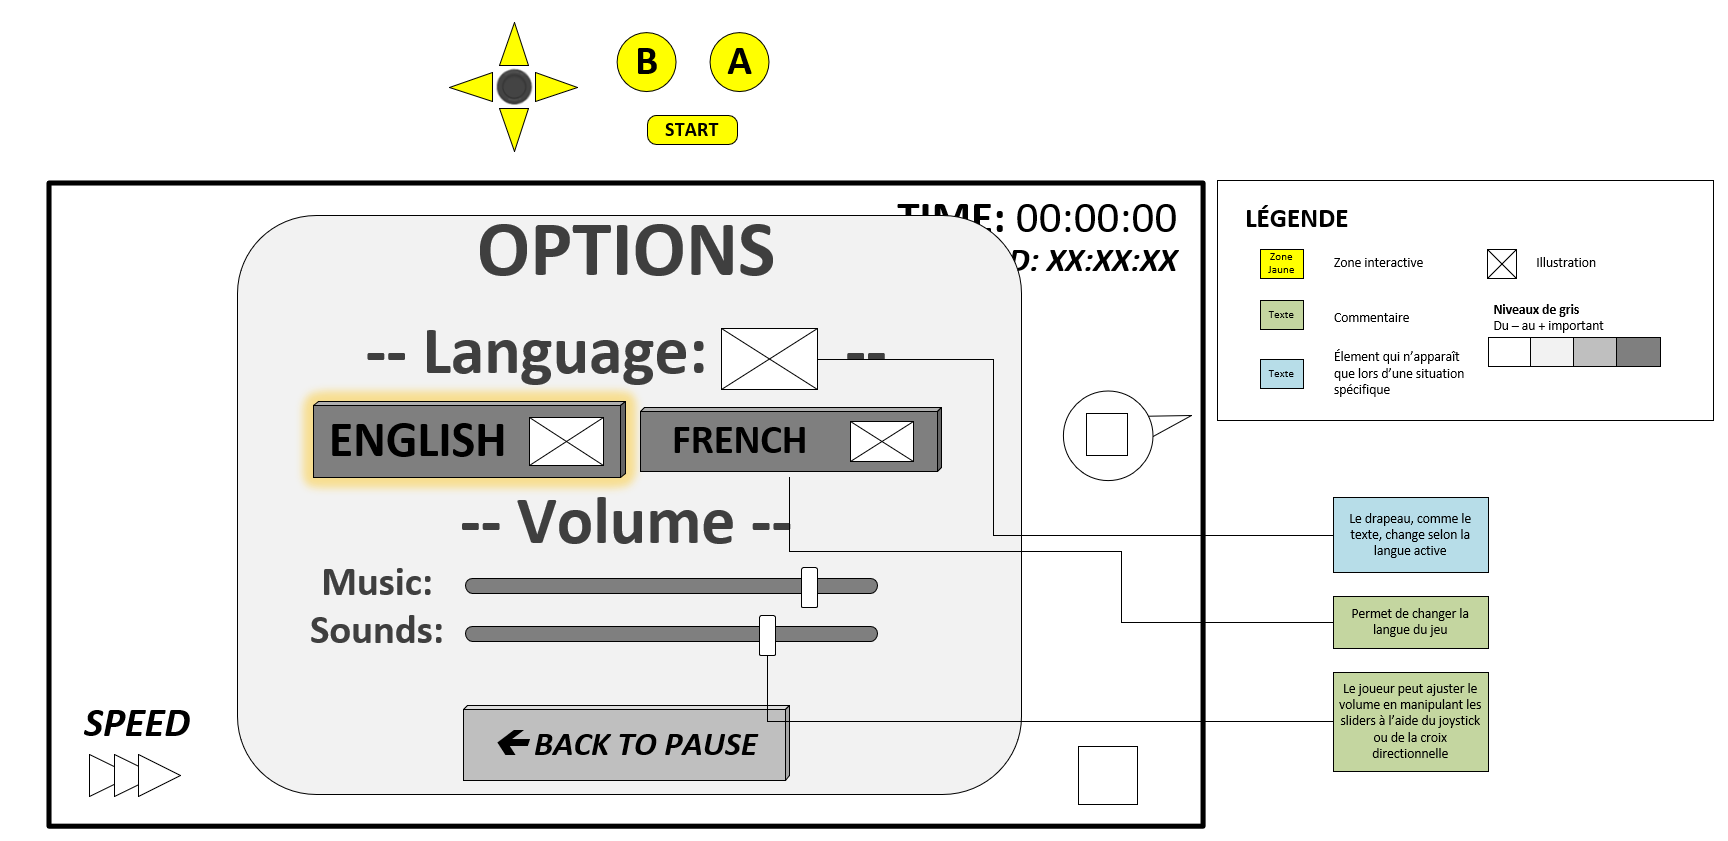 B
A
START
TIME: 00:00:00
D: XX:XX:XX
OPTIONS
-- Language: --
ENGLISH
FRENCH
-- Volume --
Music:
Sounds:
🡸 BACK TO PAUSE
SPEED
LÉGENDE
Zone
Jaune
Zone interactive
Illustration
Texte
Commentaire
Niveaux de gris
Du – au + important
Texte
Élement qui n’apparaît
que lors d’une situation
spécifique
Le drapeau, comme le
texte, change selon la
langue active
Permet de changer la
langue du jeu
Le joueur peut ajuster le
volume en manipulant les
sliders à l’aide du joystick
ou de la croix
directionnelle